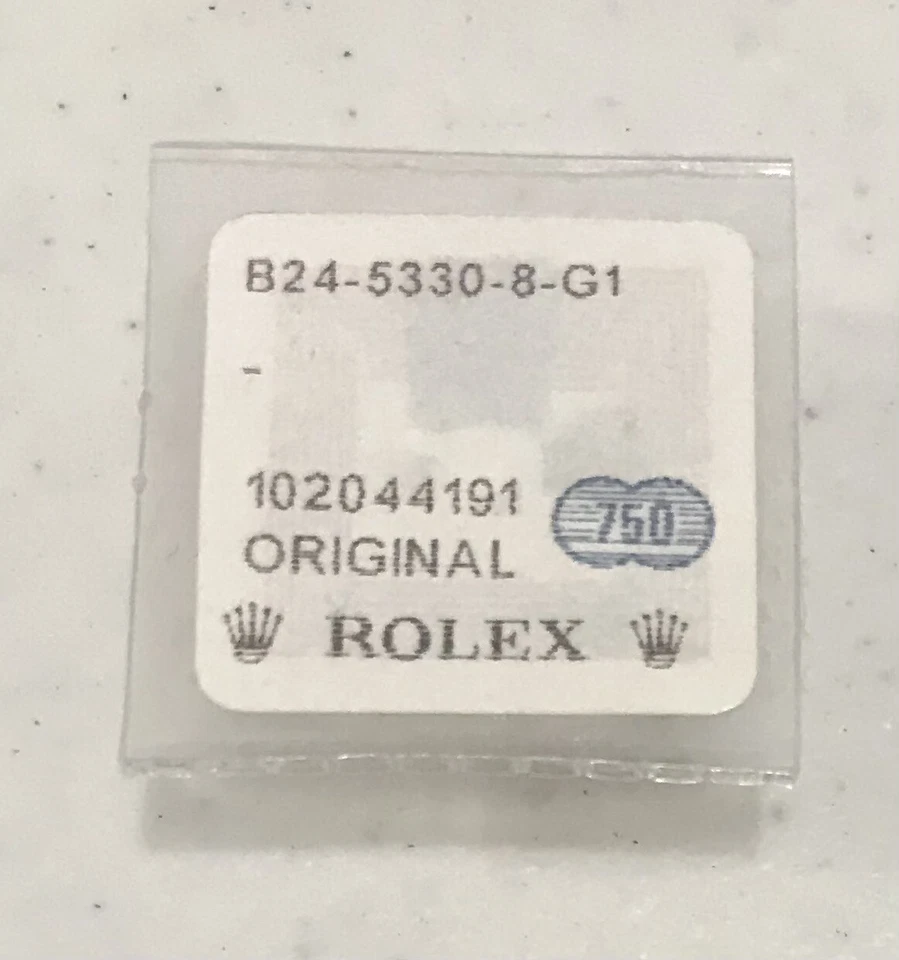 B24-5330-8-G1
-
102044191
750
ORIGINAL
ROLEX